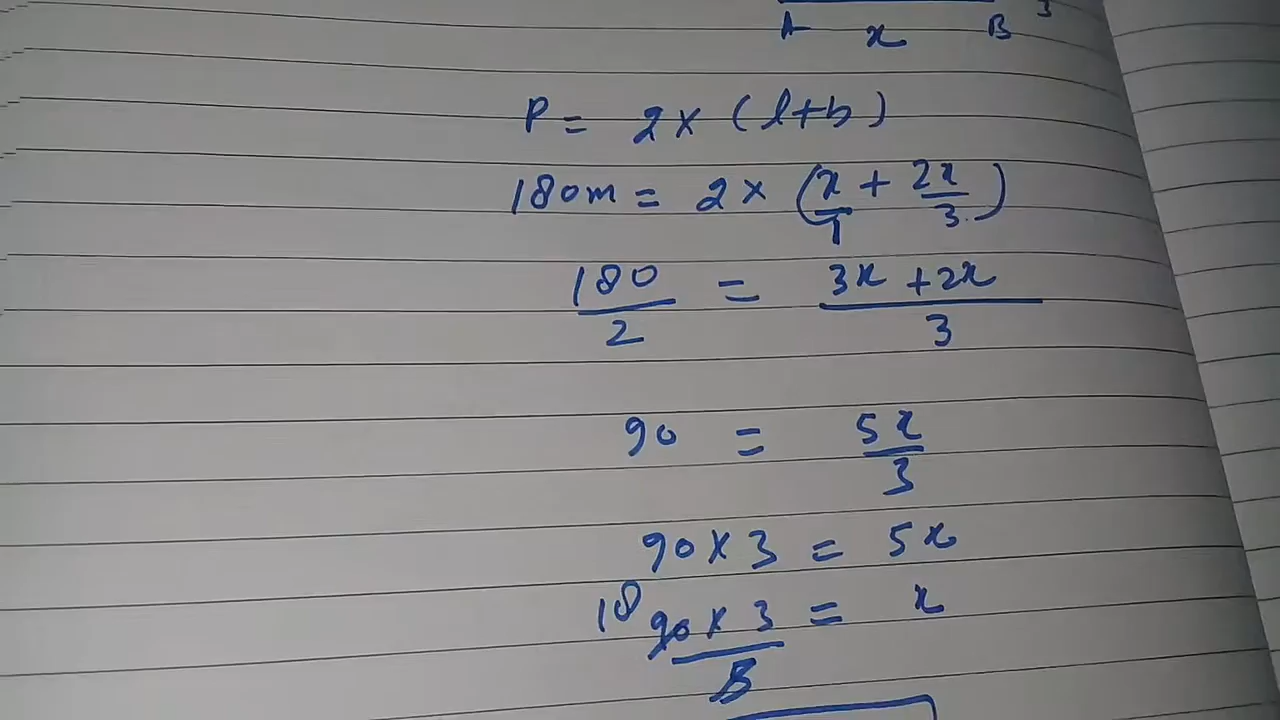 A x B 3
P = 2 × (l+b)
180m = 2 × (x/1 + 2x/3)
180/2 = 3x + 2x/3
90 = 5x/3
90 × 3 = 5x
18 90 × 3/5 = x